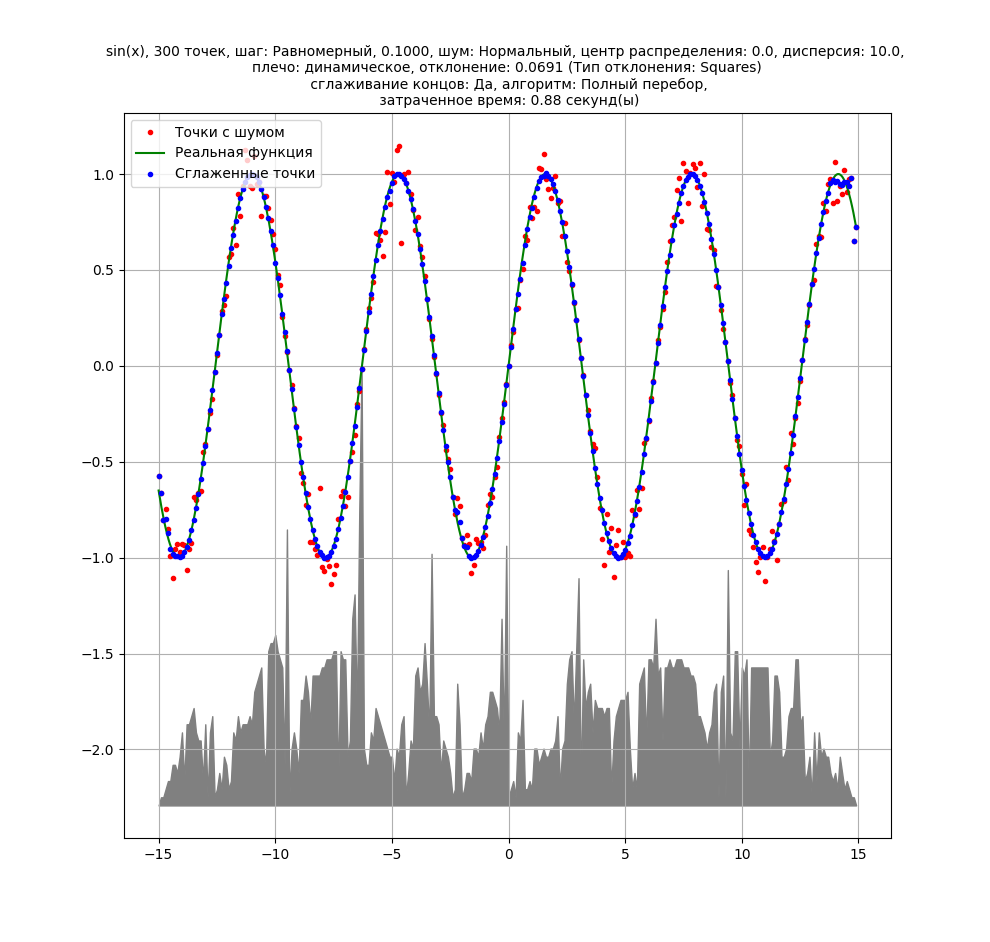 sin(x), 300 точек, шаг: Равномерный, 0.1000, шум: Нормальный, центр распределения: 0.0, дисперсия: 10.0,
плечо: динамическое, отклонение: 0.0691 (Тип отклонения: Squares)
сглаживание концов: Да, алгоритм: Полный перебор,
затраченное время: 0.88 секунд(ы)
Точки с шумом
Реальная функция
Сглаженные точки
1.0
0.5
0.0
−0.5
−1.0
−1.5
−2.0
−15 −10 −5 0 5 10 15